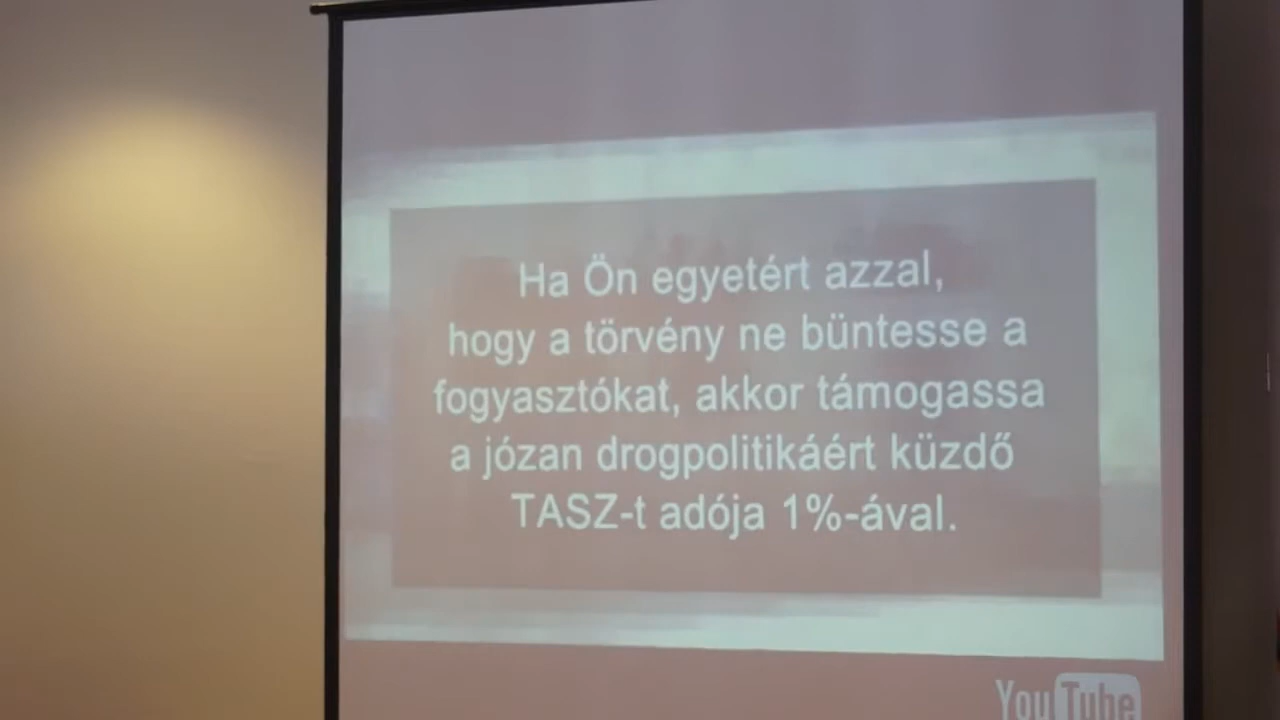 Ha Ön egyetért azzal,
hogy a törvény ne büntesse a
fogyasztókat, akkor támogassa
a józan drogpolitikáért küzdő
TASZ-t adója 1%-ával.
YouTube